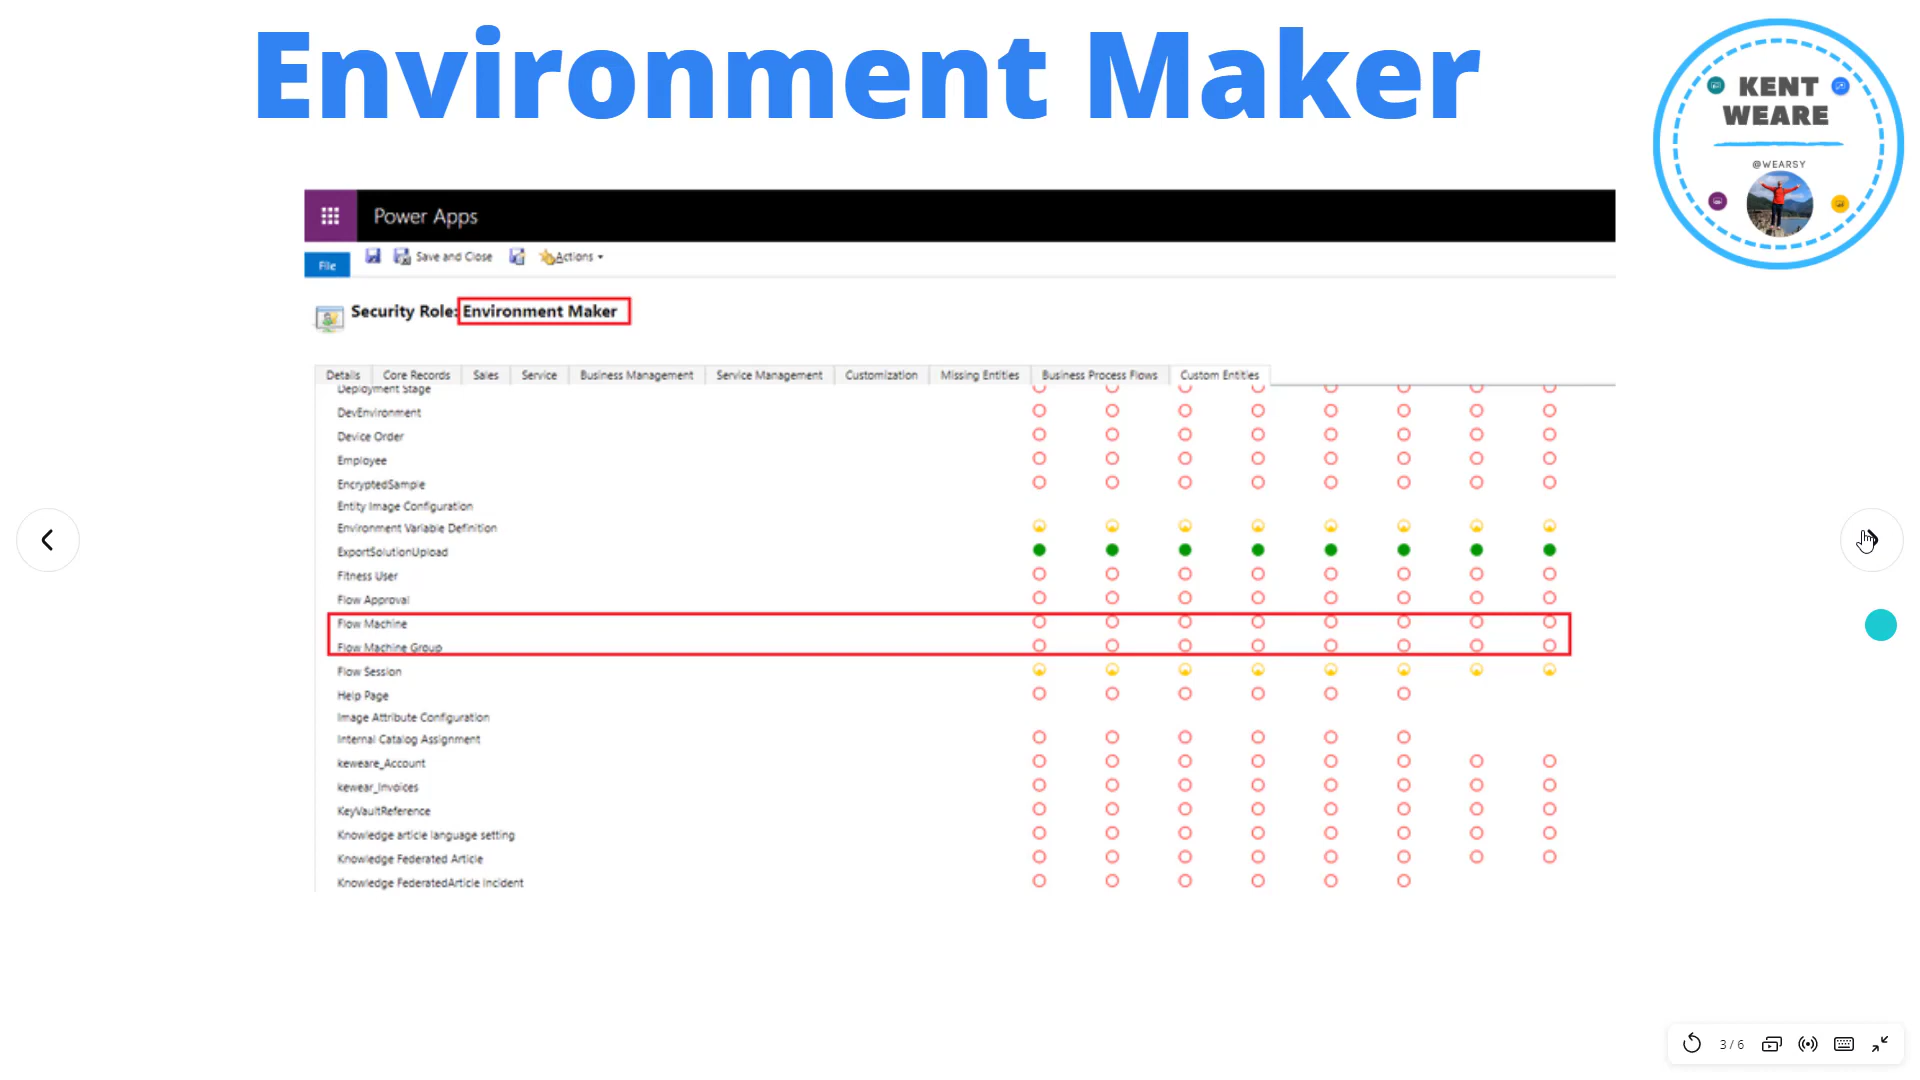 Environment Maker
KENT
WEARE
@WEARSY
Power Apps
File
Save and Close
Actions
Security Role: Environment Maker
Details Core Records Sales Service Business Management Service Management Customization Missing Entities Business Process Flows Custom Entities
Deployment Stage
DevEnvironment
Device Order
Employee
EncryptedSample
Entity Image Configuration
Environment Variable Definition
ExportSolutionUpload
Fitness User
Flow Approval
Flow Machine
Flow Machine Group
Flow Session
Help Page
Image Attribute Configuration
Internal Catalog Assignment
keweare_Account
kewear_Invoices
KeyVaultReference
Knowledge article language setting
Knowledge Federated Article
Knowledge FederatedArticle Incident
3 / 6